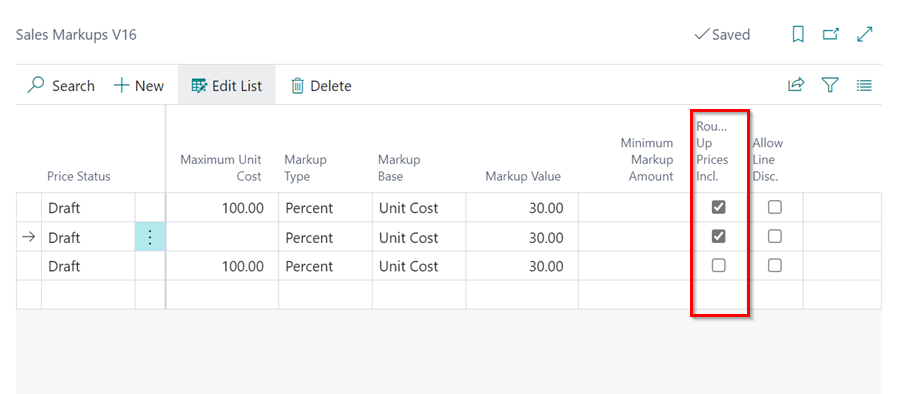 Sales Markups V16
Saved
Search
New
Edit List
Delete
Price Status
Maximum Unit
Cost
Markup
Type
Markup
Base
Markup Value
Minimum
Markup
Amount
Rou...
Up
Prices
Incl.
Allow
Line
Disc.
Draft 100.00 Percent Unit Cost 30.00
Draft Percent Unit Cost 30.00
Draft 100.00 Percent Unit Cost 30.00